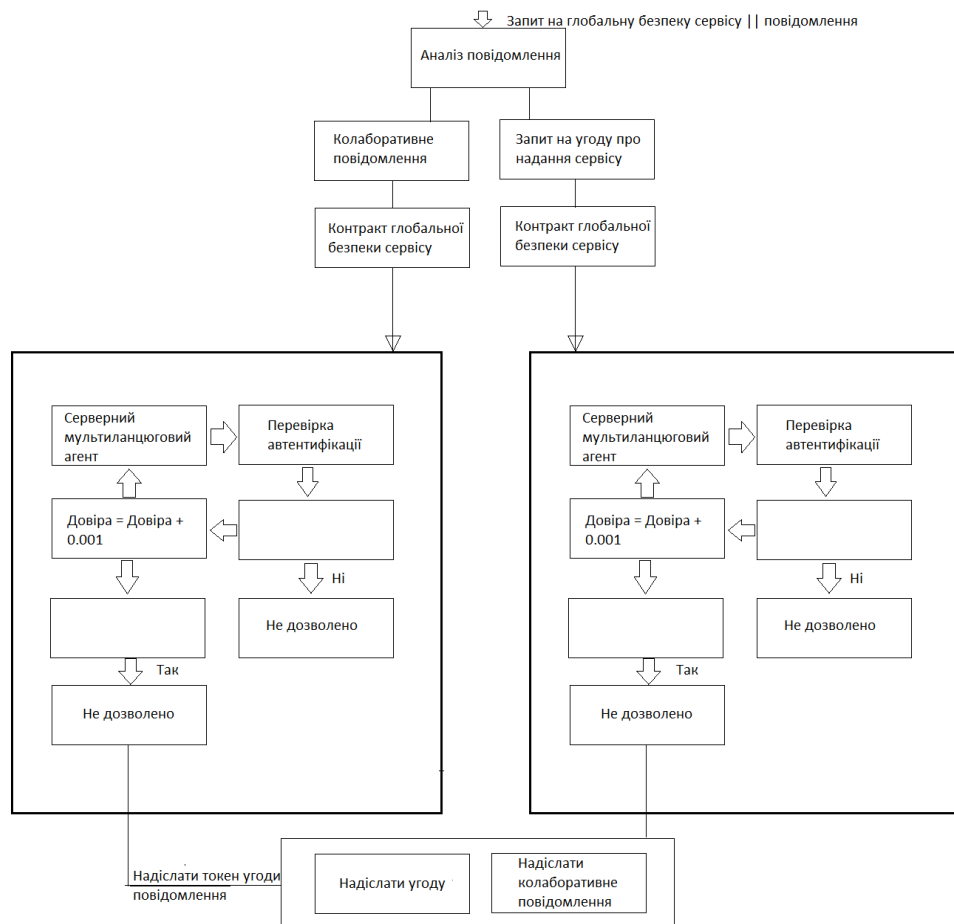 Запит на глобальну безпеку сервісу || повідомлення
Аналіз повідомлення
Колаборативне
повідомлення
Запит на угоду про
надання сервісу
Контракт глобальної
безпеки сервісу
Контракт глобальної
безпеки сервісу
Серверний
мультиланцюговий
агент
Перевірка
автентифікації
Довіра = Довіра +
0.001
Ні
Не дозволено
Так
Не дозволено
Серверний
мультиланцюговий
агент
Перевірка
автентифікації
Довіра = Довіра +
0.001
Ні
Не дозволено
Так
Не дозволено
Надіслати токен угоди
повідомлення
Надіслати угоду
Надіслати
колаборативне
повідомлення